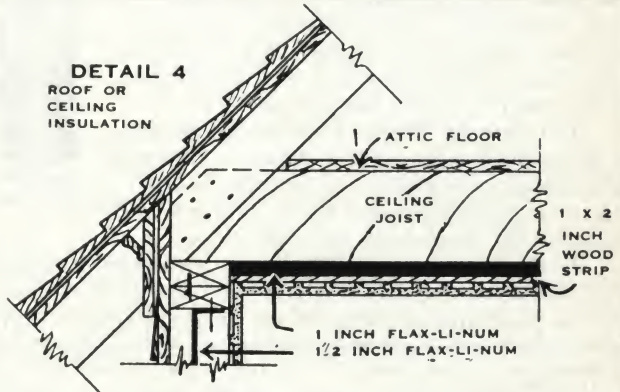 DETAIL 4
ROOF OR
CEILING
INSULATION
ATTIC FLOOR
CEILING
JOIST
1 X 2
INCH
WOOD
STRIP
1 INCH FLAX-LI-NUM
1-2 INCH FLAX-LI-NUM